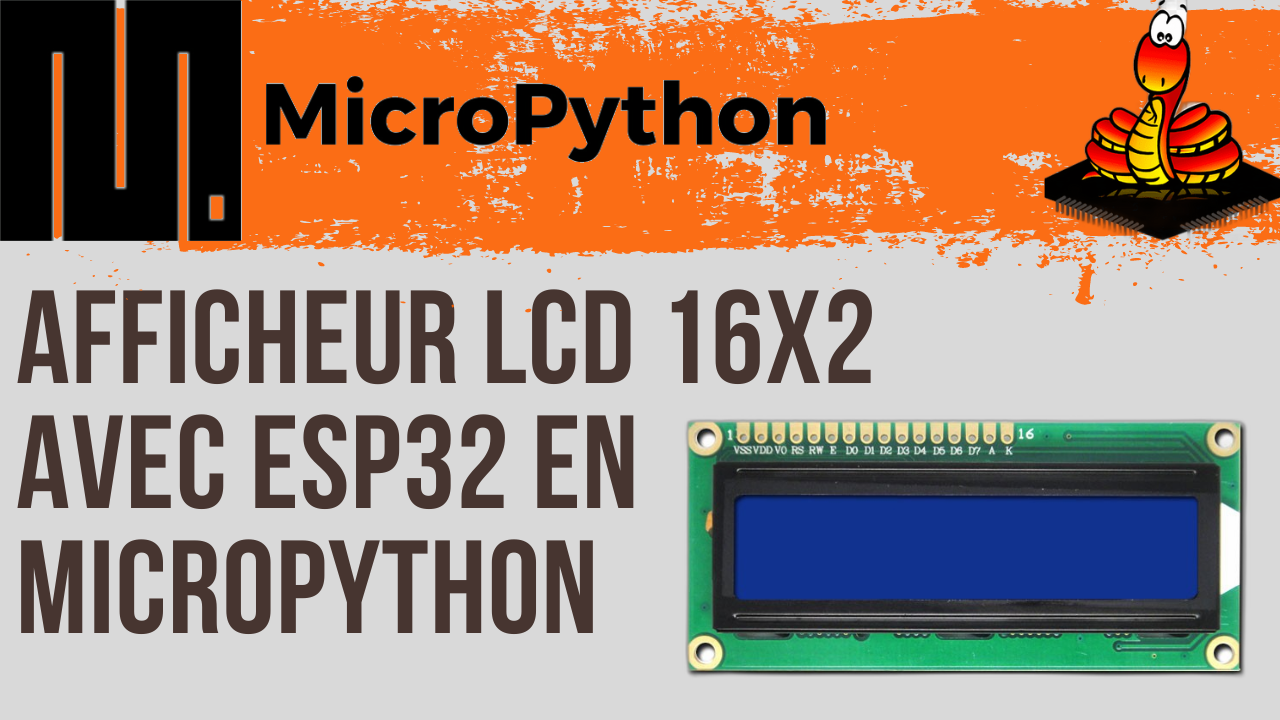 MicroPython
AFFICHEUR LCD 16X2
AVEC ESP32 EN
MICROPYTHON
1 16
VSS VDD V0 RS RW E D0 D1 D2 D3 D4 D5 D6 D7 A K